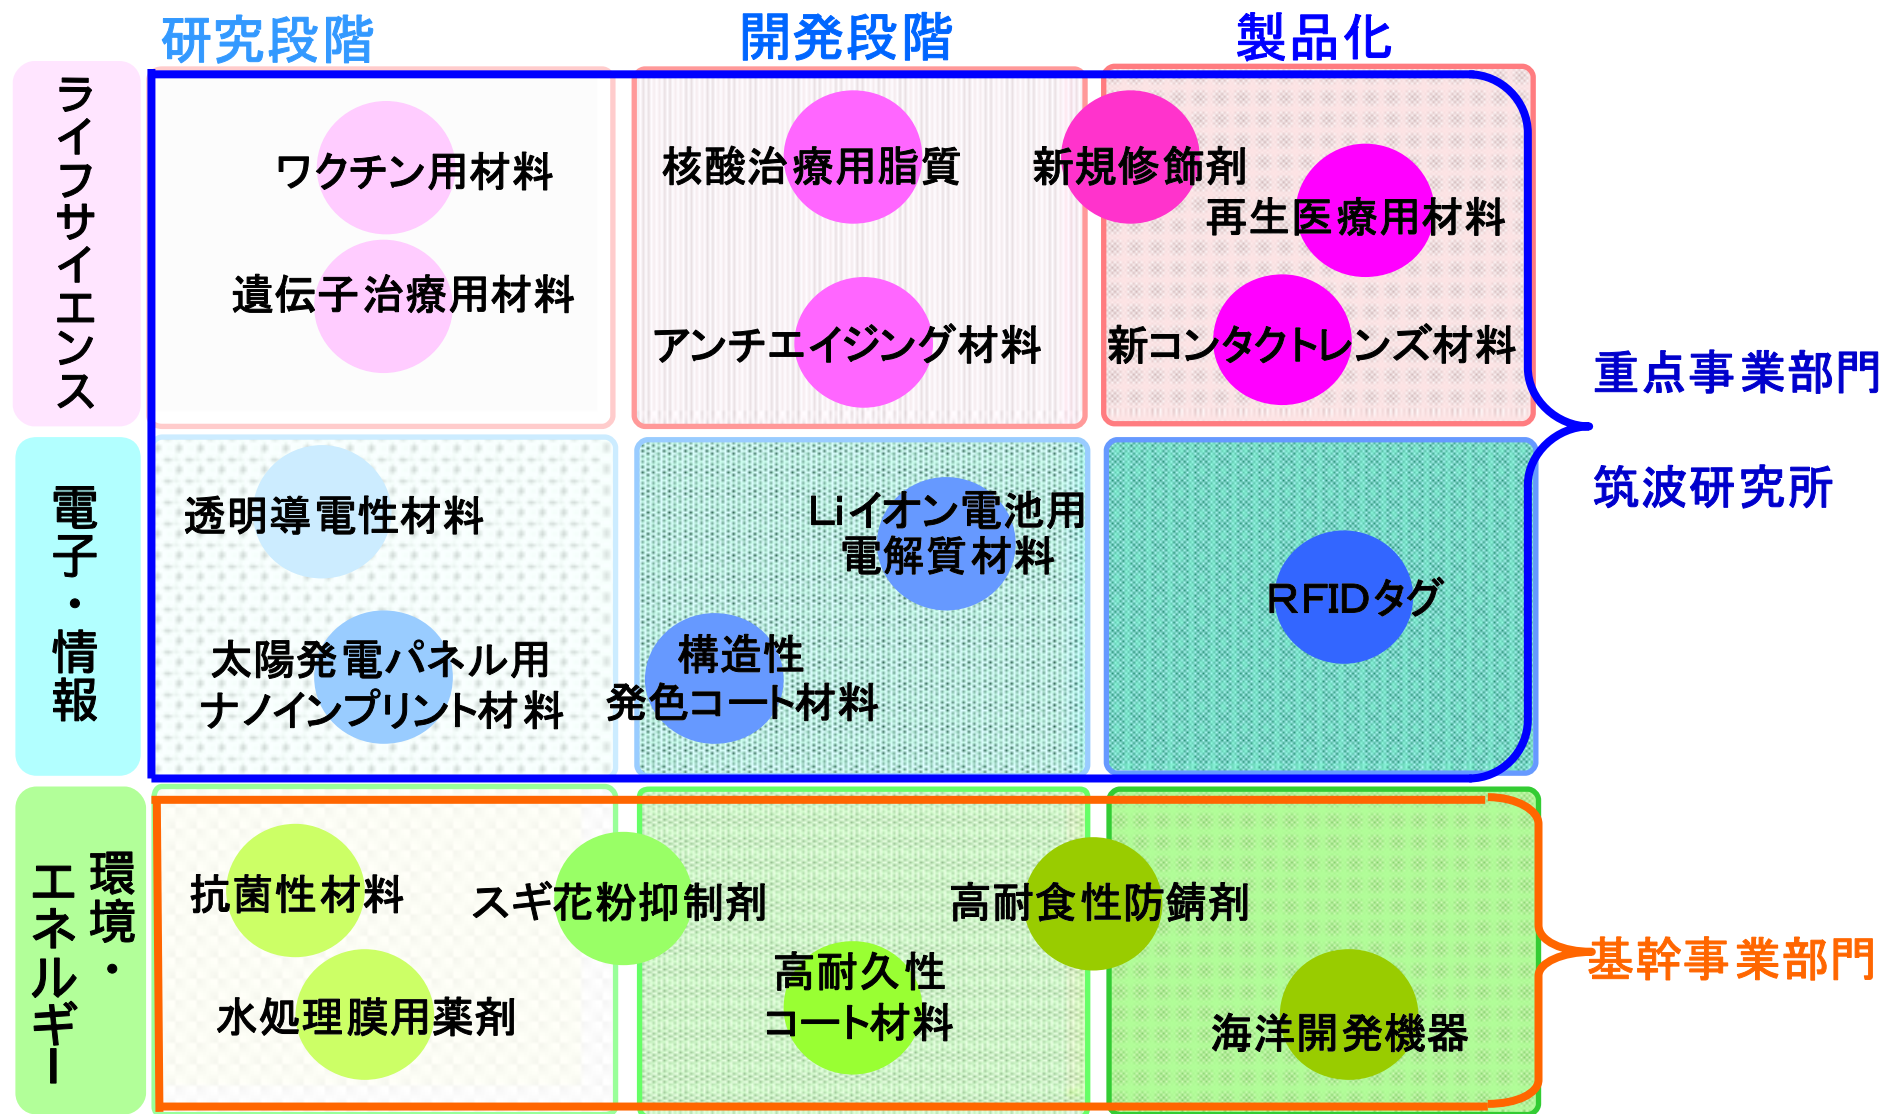 研究段階
開発段階
製品化
ライフサイエンス
ワクチン用材料
遺伝子治療用材料
核酸治療用脂質
アンチエイジング材料
新規修飾剤
再生医療用材料
新コンタクトレンズ材料
電子・情報
透明導電性材料
太陽発電パネル用
ナノインプリント材料
Liイオン電池用
電解質材料
構造性
発色コート材料
RFIDタグ
重点事業部門
筑波研究所
環境・
エネルギー
抗菌性材料
水処理膜用薬剤
スギ花粉抑制剤
高耐久性
コート材料
高耐食性防錆剤
海洋開発機器
基幹事業部門